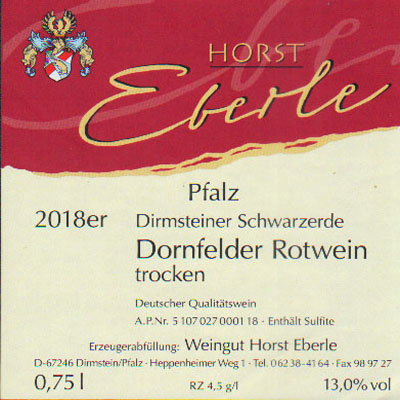 HORST
Eberle
Pfalz
2018er Dirmsteiner Schwarzerde
Dornfelder Rotwein
trocken
Deutscher Qualitätswein
A.P.Nr. 5 107 027 0001 18 · Enthält Sulfite
Erzeugerabfüllung: Weingut Horst Eberle
D-67246 Dirmstein/Pfalz · Heppenheimer Weg 1 · Tel. 0 62 38-41 64 · Fax 98 97 27
0,75 l RZ 4,5 g/l 13,0% vol